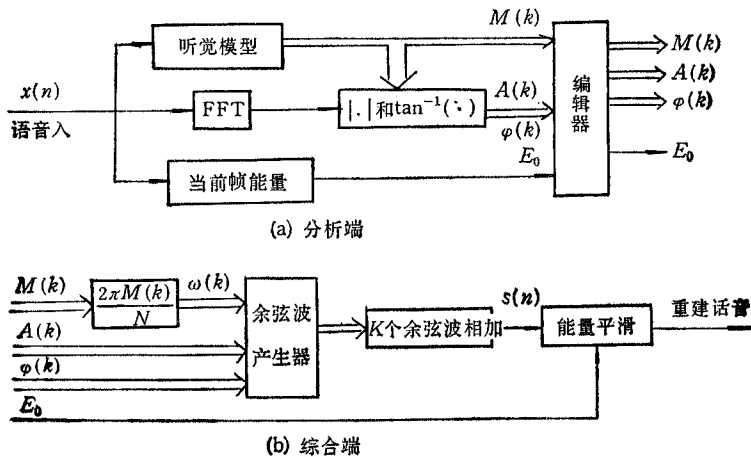 听觉模型
M(k)
M(k)
x(n)
语音入
FFT
|.|和tan⁻¹(·)
A(k)
φ(k)
编辑器
A(k)
φ(k)
当前帧能量
E₀
E₀
(a) 分析端
M(k)
2πM(k)
N
ω(k)
A(k)
φ(k)
E₀
余弦波
产生器
K个余弦波相加
s(n)
能量平滑
重建话音
(b) 综合端